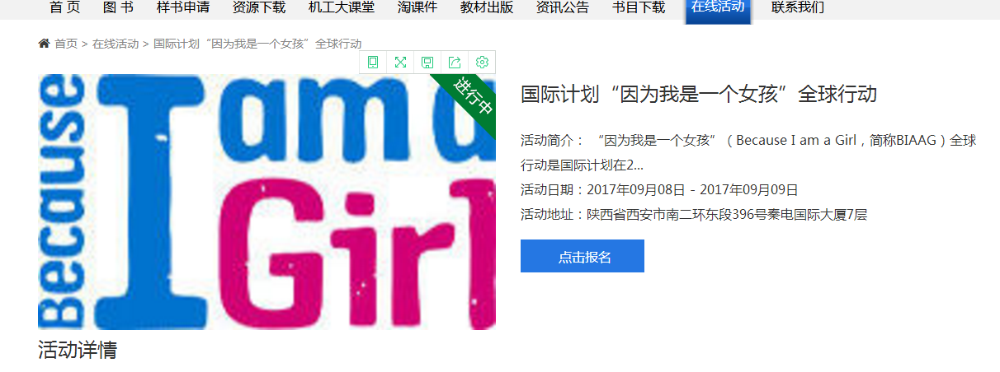 首 页 图 书 样书申请 资源下载 机工大课堂 淘课件 教材出版 资讯公告 书目下载 在线活动 联系我们
首页 > 在线活动 > 国际计划“因为我是一个女孩”全球行动
Because
I am a
Girl
进行中
国际计划“因为我是一个女孩”全球行动
活动简介： “因为我是一个女孩”（Because I am a Girl，简称BIAAG）全球
行动是国际计划在2...
活动日期：2017年09月08日 - 2017年09月09日
活动地址：陕西省西安市南二环东段396号秦电国际大厦7层
点击报名
活动详情